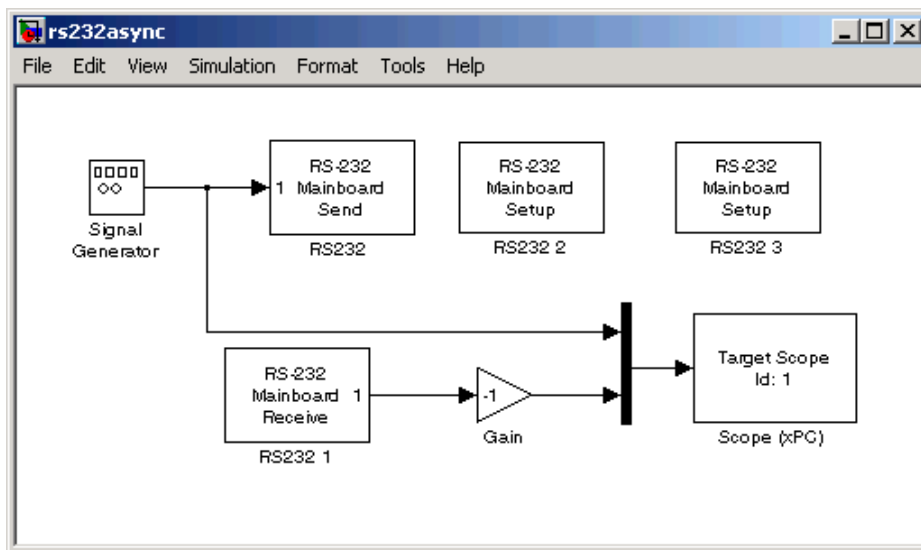 rs232async
File Edit View Simulation Format Tools Help
RS-232
Mainboard
Send
1
RS232
RS-232
Mainboard
Setup
RS232 2
RS-232
Mainboard
Setup
RS232 3
Signal
Generator
RS-232
Mainboard
Receive
1
RS232 1
-1
Gain
Target Scope
Id: 1
Scope (xPC)